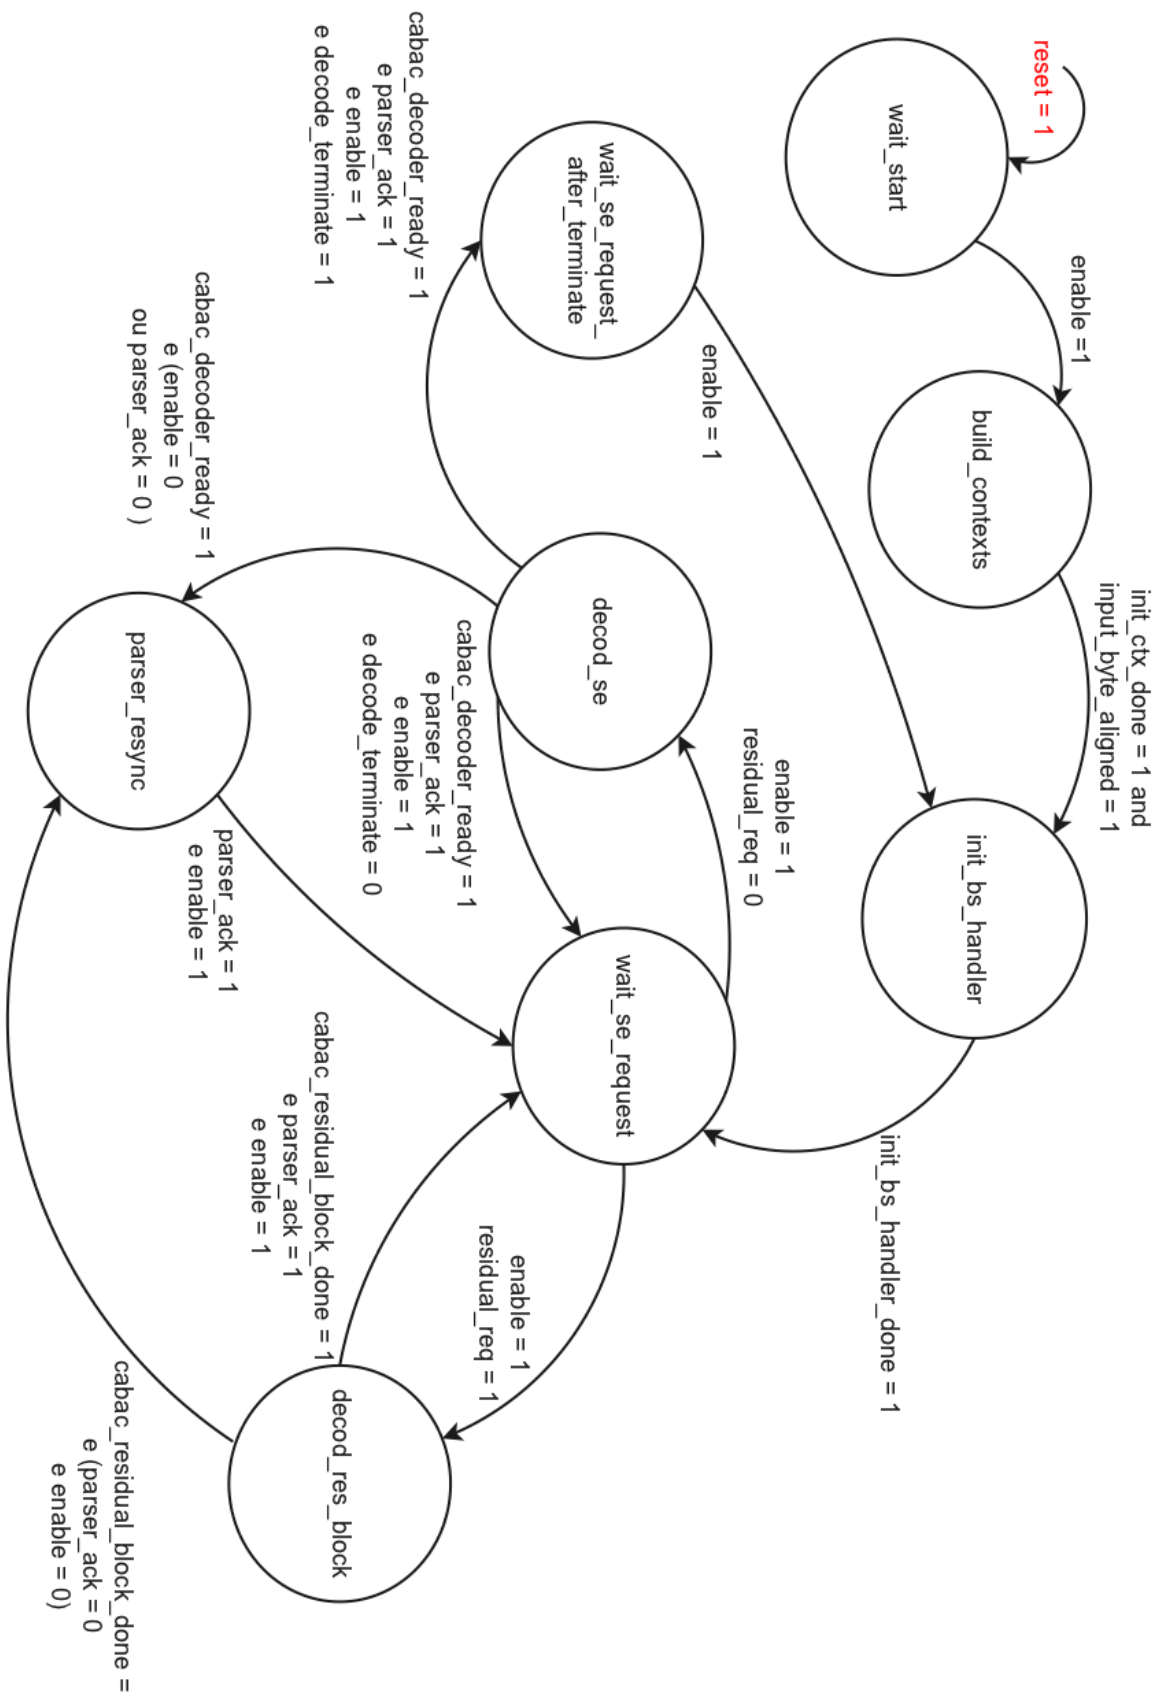 reset = 1
wait_start
enable =1
build_contexts
init_ctx_done = 1 and
input_byte_aligned = 1
init_bs_handler
init_bs_handler_done = 1
wait_se_request_
after_terminate
enable = 1
cabac_decoder_ready = 1
e parser_ack = 1
e enable = 1
e decode_terminate = 1
decod_se
enable = 1
residual_req = 0
cabac_decoder_ready = 1
e parser_ack = 1
e enable = 1
e decode_terminate = 0
wait_se_request
cabac_decoder_ready = 1
e (enable = 0
ou parser_ack = 0 )
parser_resync
parser_ack = 1
e enable = 1
enable = 1
residual_req = 1
cabac_residual_block_done = 1
e parser_ack = 1
e enable = 1
decod_res_block
cabac_residual_block_done =
e (parser_ack = 0
e enable = 0)